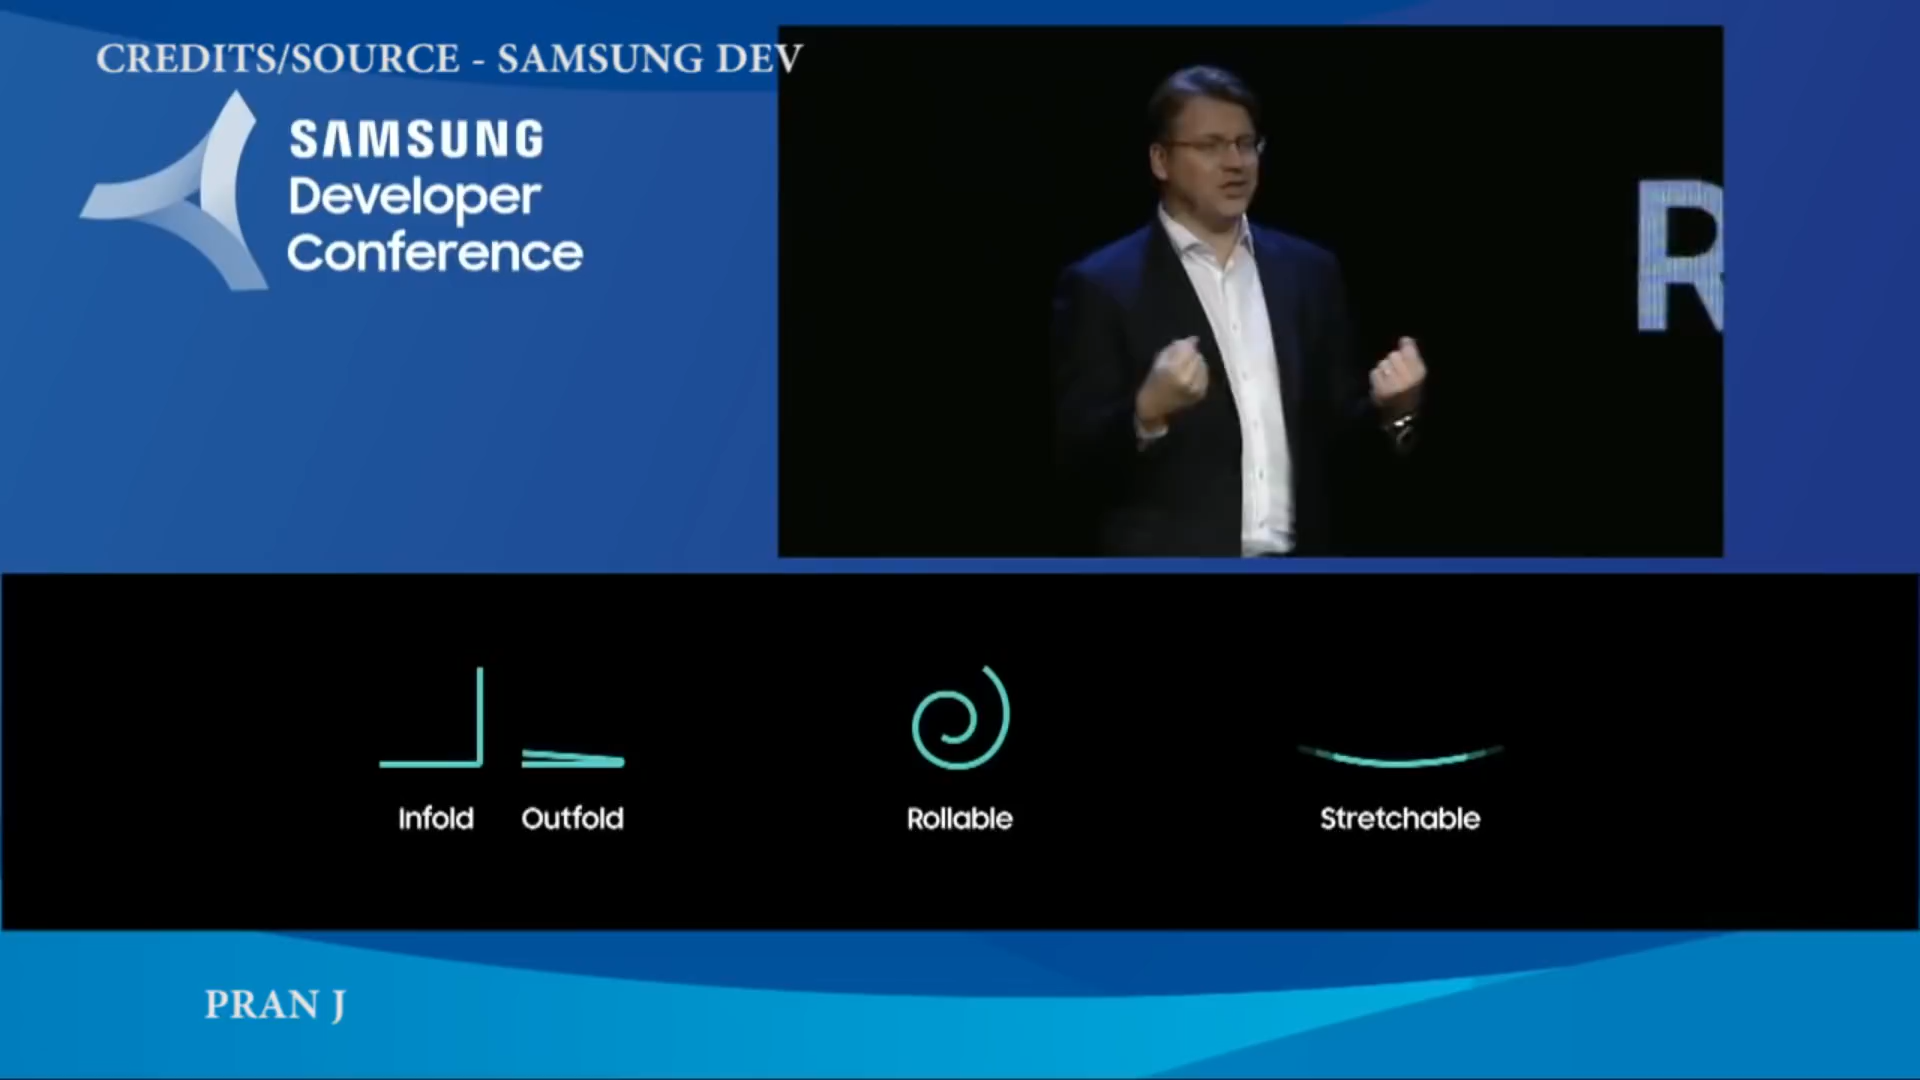 CREDITS/SOURCE - SAMSUNG DEV
SAMSUNG
Developer
Conference
R
Infold
Outfold
Rollable
Stretchable
PRAN J